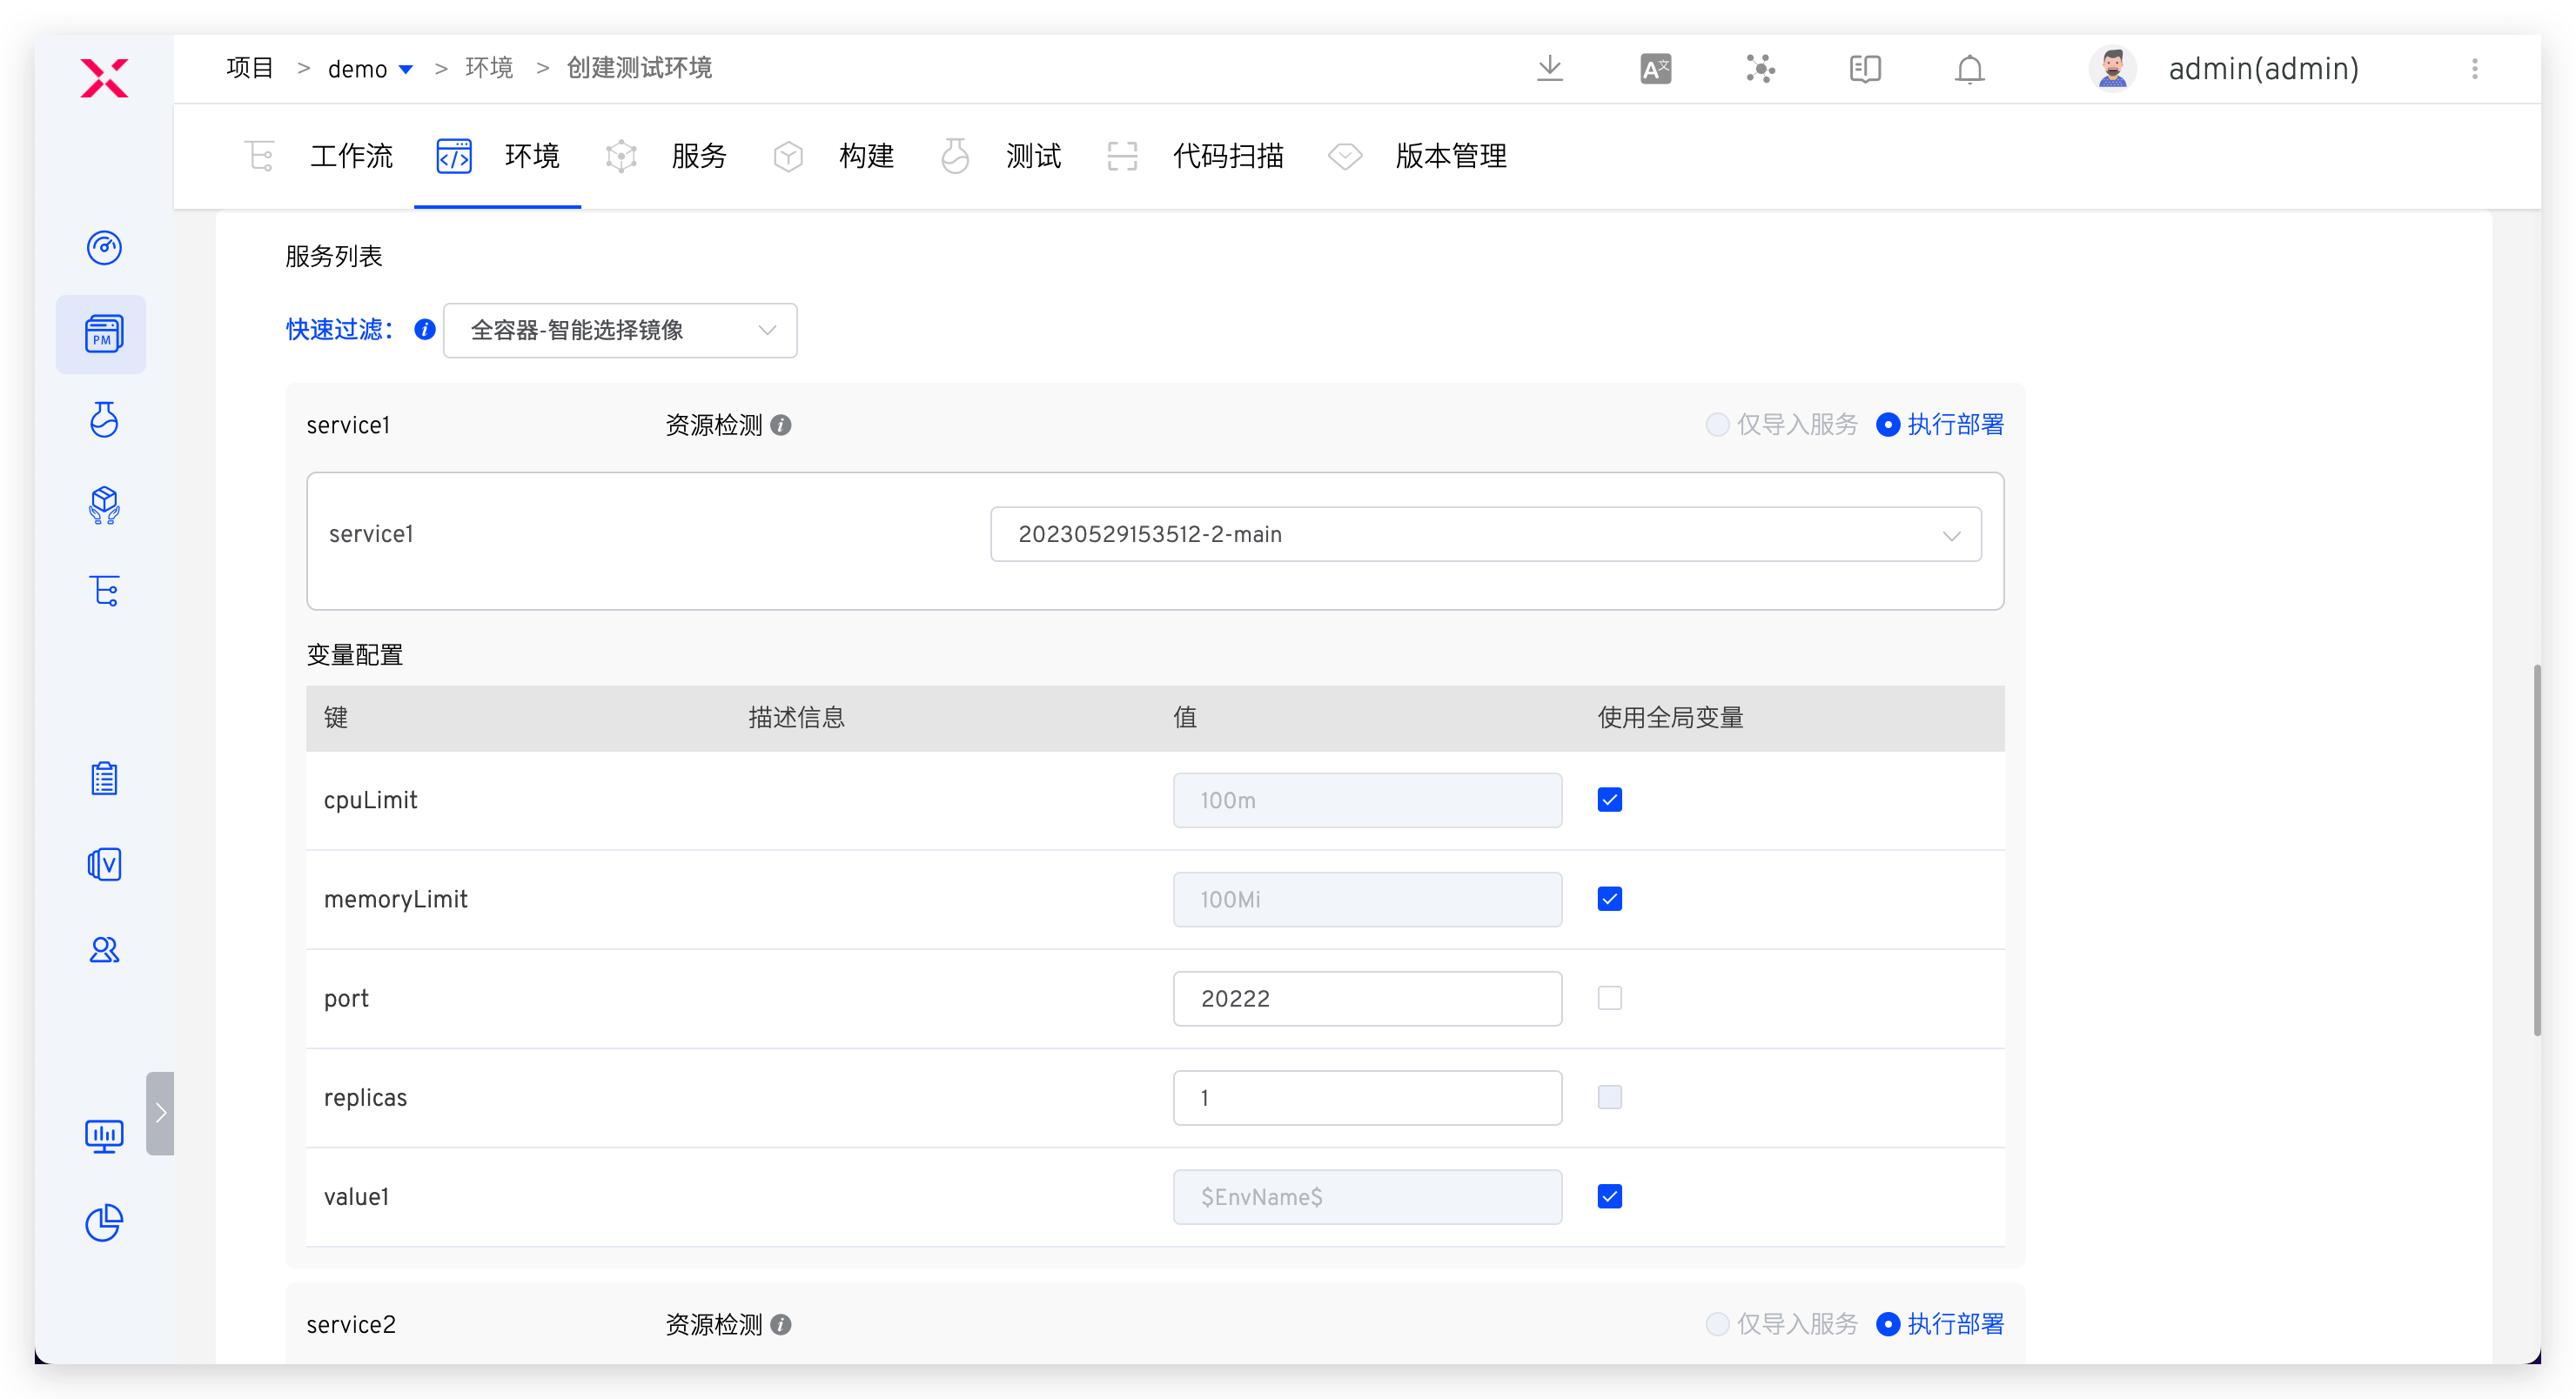 项目 > demo > 环境 > 创建测试环境
A文
admin(admin)
工作流 环境 服务 构建 测试 代码扫描 版本管理
PM
V
服务列表
快速过滤： 全容器-智能选择镜像
service1 资源检测 仅导入服务 执行部署
service1 20230529153512-2-main
变量配置
键 描述信息 值 使用全局变量
cpuLimit 100m
memoryLimit 100Mi
port 20222
replicas 1
value1 $EnvName$
service2 资源检测 仅导入服务 执行部署